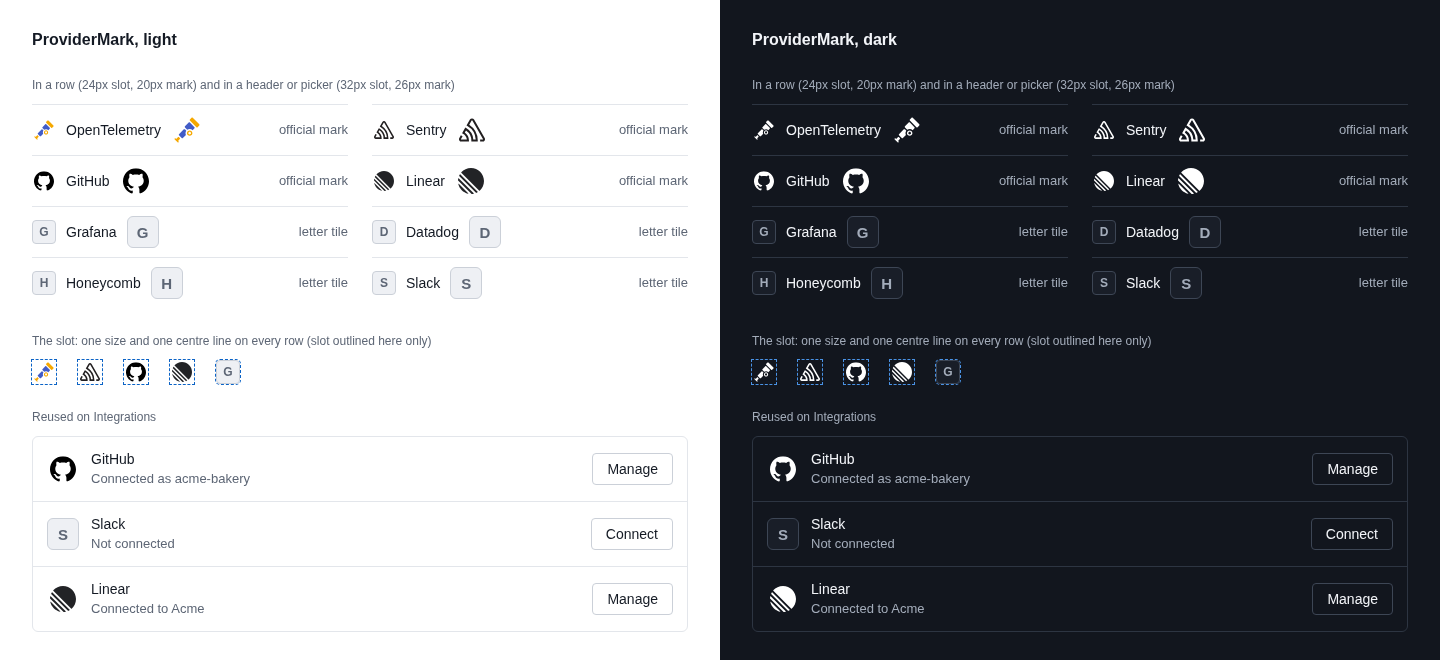 ProviderMark, light
In a row (24px slot, 20px mark) and in a header or picker (32px slot, 26px mark)
OpenTelemetry official mark
Sentry official mark
GitHub official mark
Linear official mark
G Grafana G letter tile
D Datadog D letter tile
H Honeycomb H letter tile
S Slack S letter tile
The slot: one size and one centre line on every row (slot outlined here only)
G
Reused on Integrations
GitHub
Connected as acme-bakery
Manage
S
Slack
Not connected
Connect
Linear
Connected to Acme
Manage
ProviderMark, dark
In a row (24px slot, 20px mark) and in a header or picker (32px slot, 26px mark)
OpenTelemetry official mark
Sentry official mark
GitHub official mark
Linear official mark
G Grafana G letter tile
D Datadog D letter tile
H Honeycomb H letter tile
S Slack S letter tile
The slot: one size and one centre line on every row (slot outlined here only)
G
Reused on Integrations
GitHub
Connected as acme-bakery
Manage
S
Slack
Not connected
Connect
Linear
Connected to Acme
Manage